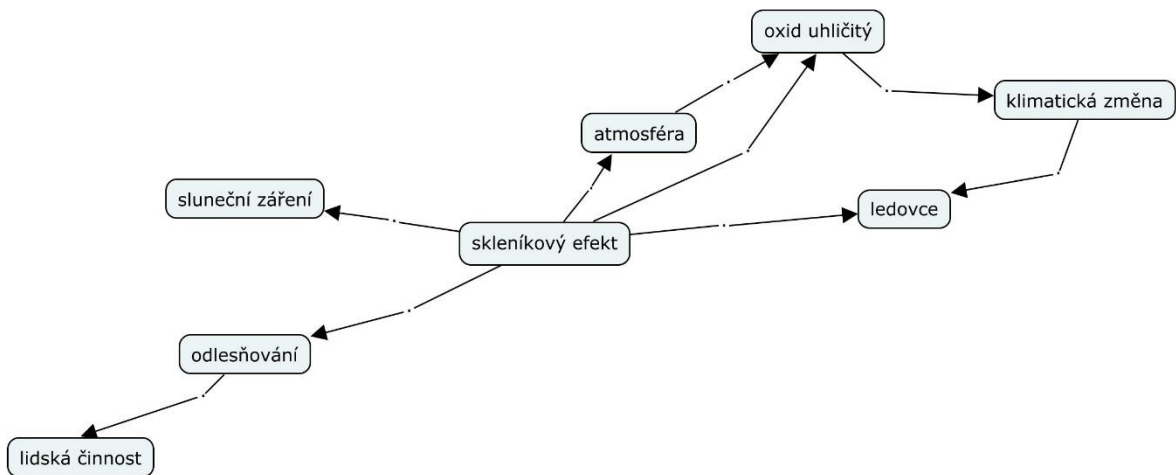 oxid uhličitý
klimatická změna
atmosféra
sluneční záření
ledovce
skleníkový efekt
odlesňování
lidská činnost